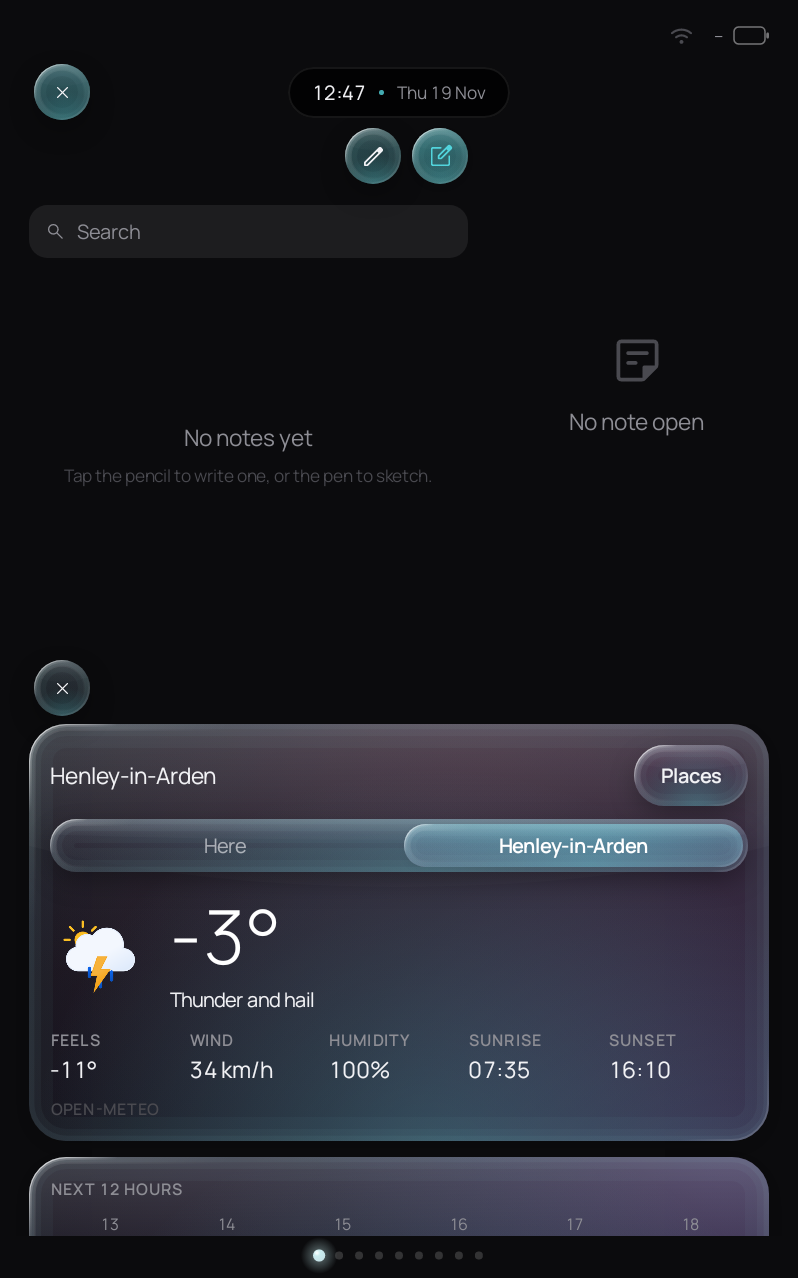 –
12:47 • Thu 19 Nov
Search
No notes yet
Tap the pencil to write one, or the pen to sketch.
No note open
Henley-in-Arden
Places
Here
Henley-in-Arden
-3°
Thunder and hail
FEELS WIND HUMIDITY SUNRISE SUNSET
-11° 34 km/h 100% 07:35 16:10
OPEN-METEO
NEXT 12 HOURS
13 14 15 16 17 18